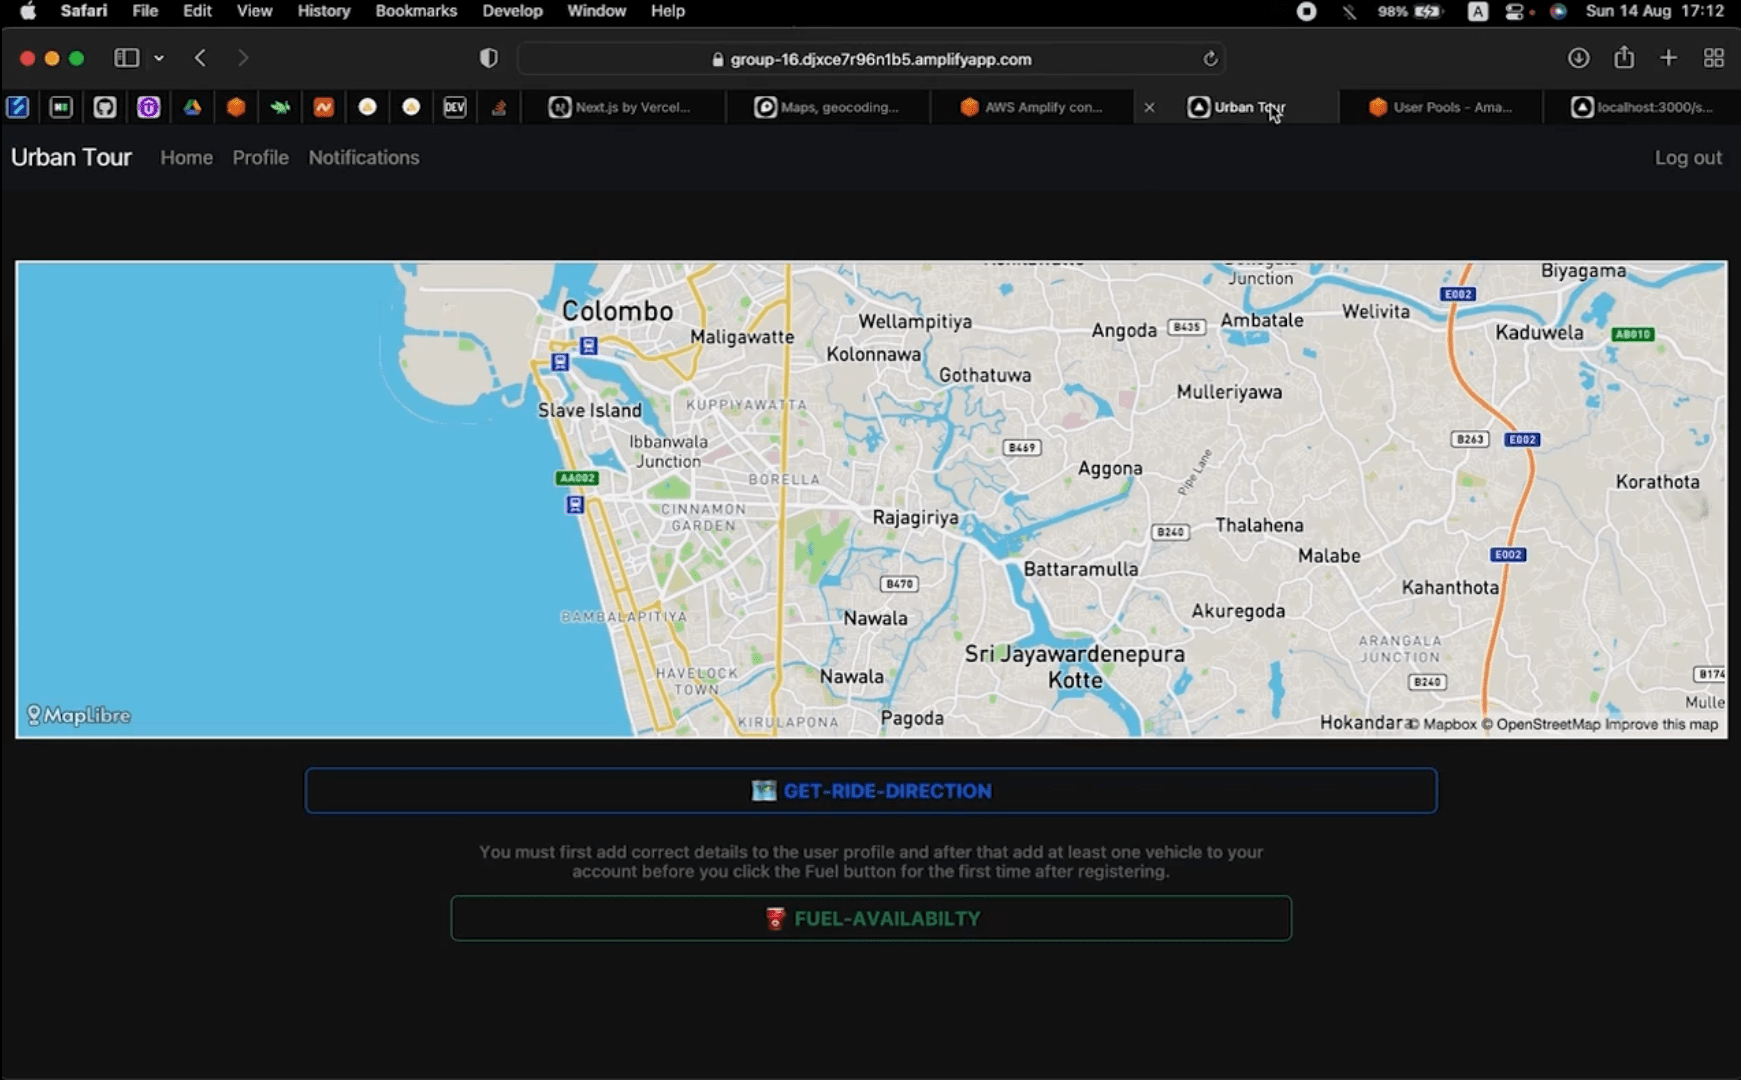 Safari File Edit View History Bookmarks Develop Window Help 98% A Sun 14 Aug 17:12
group-16.djxce7r96n1b5.amplifyapp.com
DEV Next.js by Vercel... Maps, geocoding... AWS Amplify con... Urban Tour User Pools - Ama... localhost:3000/s...
Urban Tour Home Profile Notifications Log out
Junction
Biyagama
E002
Colombo
Maligawatte
Wellampitiya
Angoda
B435
Ambatale
Welivita
Kaduwela
AB010
Kolonnawa
Gothatuwa
Mulleriyawa
Slave Island
KUPPIYAWATTA
Ibbanwala
Junction
B469
B263
E002
AA002
BORELLA
Aggona
Pipe Lane
Korathota
CINNAMON
GARDEN
Rajagiriya
B240
Thalahena
Malabe
E002
B470
Battaramulla
Kahanthota
BAMBALAPITIYA
Nawala
Akuregoda
Sri Jayawardenepura
Kotte
ARANGALA
JUNCTION
HAVELOCK
TOWN
Nawala
B240
B174
Mulle
MapLibre
KIRULAPONA
Pagoda
Hokandara
© Mapbox © OpenStreetMap Improve this map
GET-RIDE-DIRECTION
You must first add correct details to the user profile and after that add at least one vehicle to your
account before you click the Fuel button for the first time after registering.
FUEL-AVAILABILTY